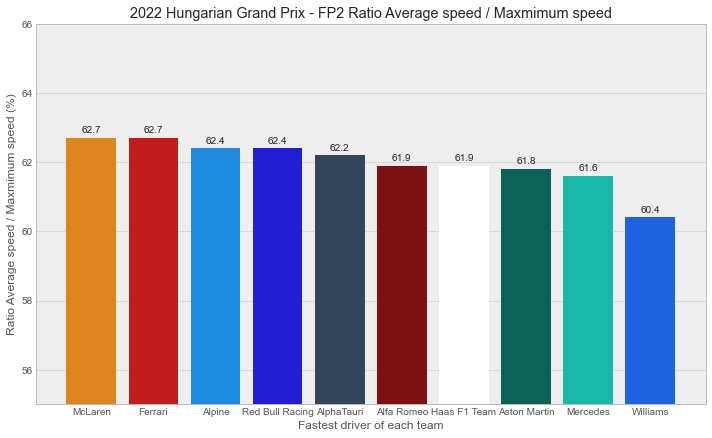 2022 Hungarian Grand Prix - FP2 Ratio Average speed / Maxmimum speed
Ratio Average speed / Maxmimum speed (%)
66
64
62
60
58
56
62.7
62.7
62.4
62.4
62.2
61.9
61.9
61.8
61.6
60.4
McLaren
Ferrari
Alpine
Red Bull Racing
AlphaTauri
Alfa Romeo
Haas F1 Team
Aston Martin
Mercedes
Williams
Fastest driver of each team